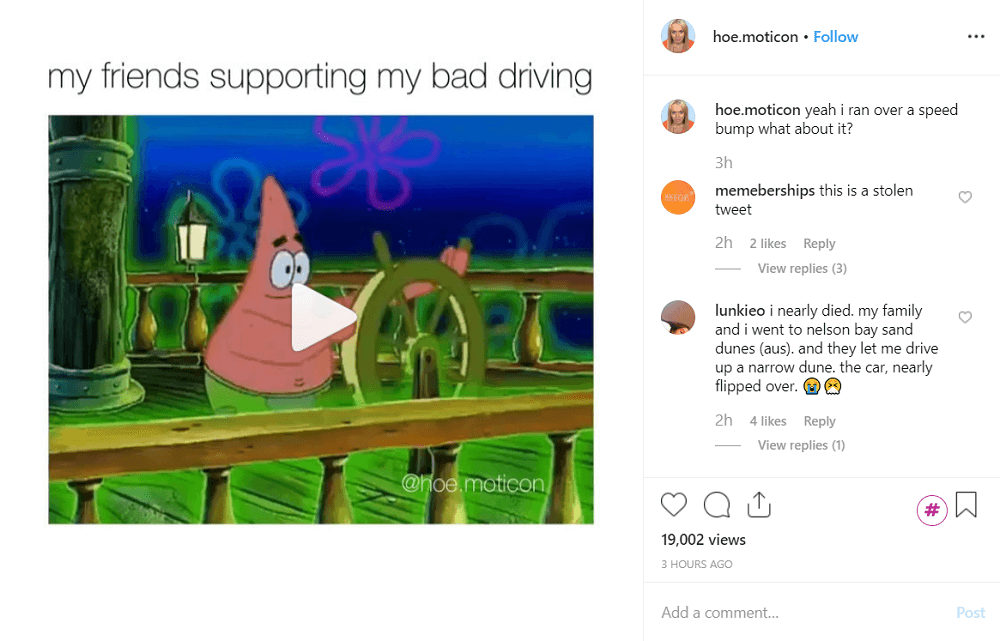 my friends supporting my bad driving
@hoe.moticon
hoe.moticon • Follow
hoe.moticon yeah i ran over a speed
bump what about it?
3h
memeberships this is a stolen
tweet
2h 2 likes Reply
View replies (3)
lunkieo i nearly died. my family
and i went to nelson bay sand
dunes (aus). and they let me drive
up a narrow dune. the car, nearly
flipped over. 😭😷
2h 4 likes Reply
View replies (1)
#
19,002 views
3 HOURS AGO
Add a comment... Post